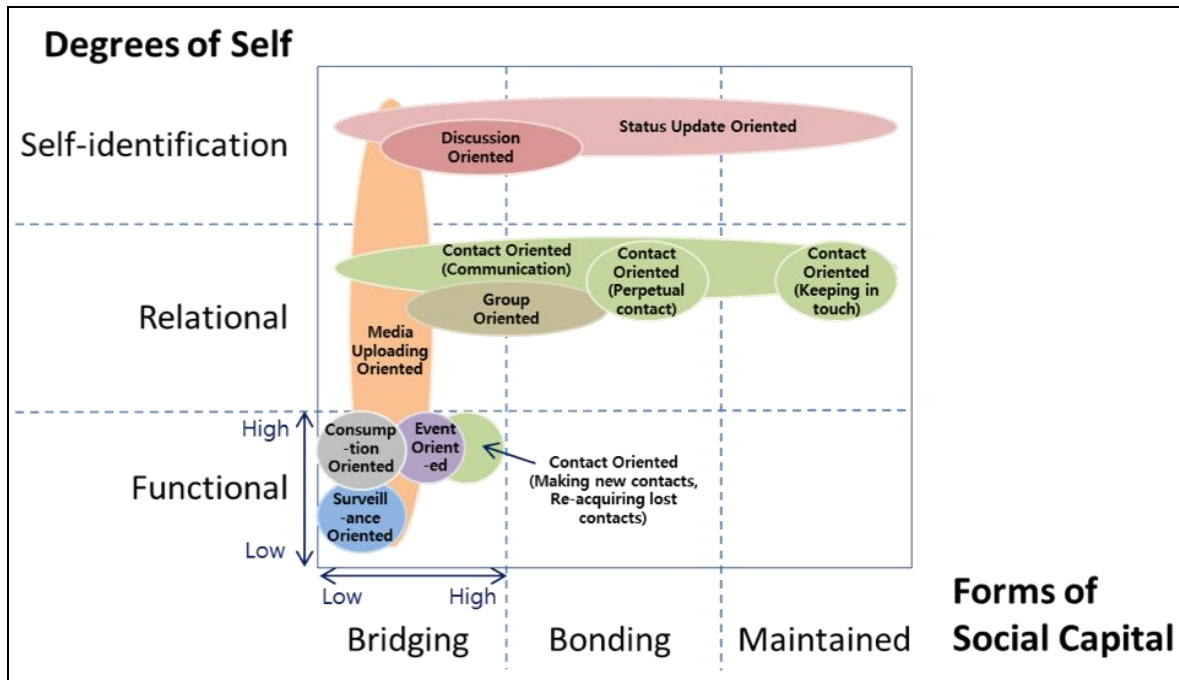 Degrees of Self
Self-identification
Status Update Oriented
Discussion
Oriented
Relational
Contact Oriented
(Communication)
Contact
Oriented
(Perpetual
contact)
Contact
Oriented
(Keeping in
touch)
Group
Oriented
Media
Uploading
Oriented
Functional
High
Low
Consump
-tion
Oriented
Event
Orient
-ed
Surveill
-ance
Oriented
Contact Oriented
(Making new contacts,
Re-acquiring lost
contacts)
Low
High
Bridging
Bonding
Maintained
Forms of
Social Capital